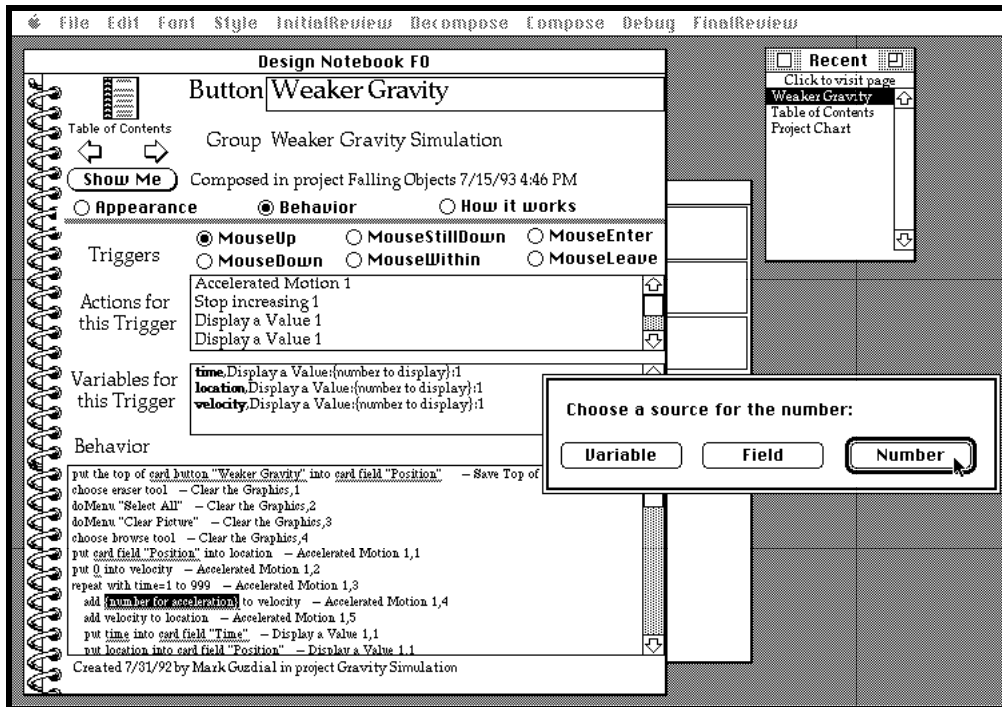 File Edit Font Style InitialReview Decompose Compose Debug FinalReview
Design Notebook F0
Button Weaker Gravity
Table of Contents
Group Weaker Gravity Simulation
Show Me
Composed in project Falling Objects 7/15/93 4:46 PM
Appearance Behavior How it works
Triggers
MouseUp MouseStillDown MouseEnter
MouseDown MouseWithin MouseLeave
Actions for this Trigger
Accelerated Motion 1
Stop increasing 1
Display a Value 1
Display a Value 1
Variables for this Trigger
time,Display a Value:{number to display}:1
location,Display a Value:{number to display}:1
velocity,Display a Value:{number to display}:1
Behavior
put the top of card button "Weaker Gravity" into card field "Position" -- Save Top of
choose eraser tool -- Clear the Graphics,1
doMenu "Select All" -- Clear the Graphics,2
doMenu "Clear Picture" -- Clear the Graphics,3
choose browse tool -- Clear the Graphics,4
put card field "Position" into location -- Accelerated Motion 1,1
put 0 into velocity -- Accelerated Motion 1,2
repeat with time=1 to 999 -- Accelerated Motion 1,3
add {number for acceleration} to velocity -- Accelerated Motion 1,4
add velocity to location -- Accelerated Motion 1,5
put time into card field "Time" -- Display a Value 1,1
put location into card field "Position" -- Display a Value 1,1
Created 7/31/92 by Mark Guzdial in project Gravity Simulation
Recent
Click to visit page
Weaker Gravity
Table of Contents
Project Chart
Choose a source for the number:
Variable Field Number